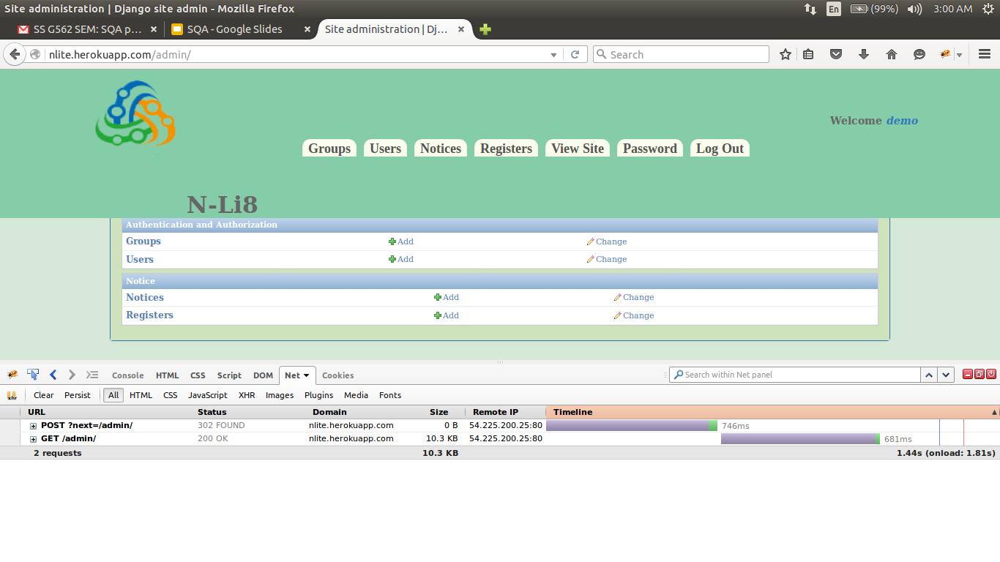 Site administration | Django site admin - Mozilla Firefox
En (99%) 3:00 AM
SS G562 SEM: SQA p... SQA - Google Slides Site administration | Dj...
nlite.herokuapp.com/admin/ Search
Welcome demo
Groups Users Notices Registers View Site Password Log Out
N-Li8
Authentication and Authorization
Groups Add Change
Users Add Change
Notice
Notices Add Change
Registers Add Change
Console HTML CSS Script DOM Net Cookies Search within Net panel
xhr Clear Persist All HTML CSS JavaScript XHR Images Plugins Media Fonts
URL Status Domain Size Remote IP Timeline
POST ?next=/admin/ 302 FOUND nlite.herokuapp.com 0 B 54.225.200.25:80 746ms
GET /admin/ 200 OK nlite.herokuapp.com 10.3 KB 54.225.200.25:80 681ms
2 requests 10.3 KB 1.44s (onload: 1.81s)